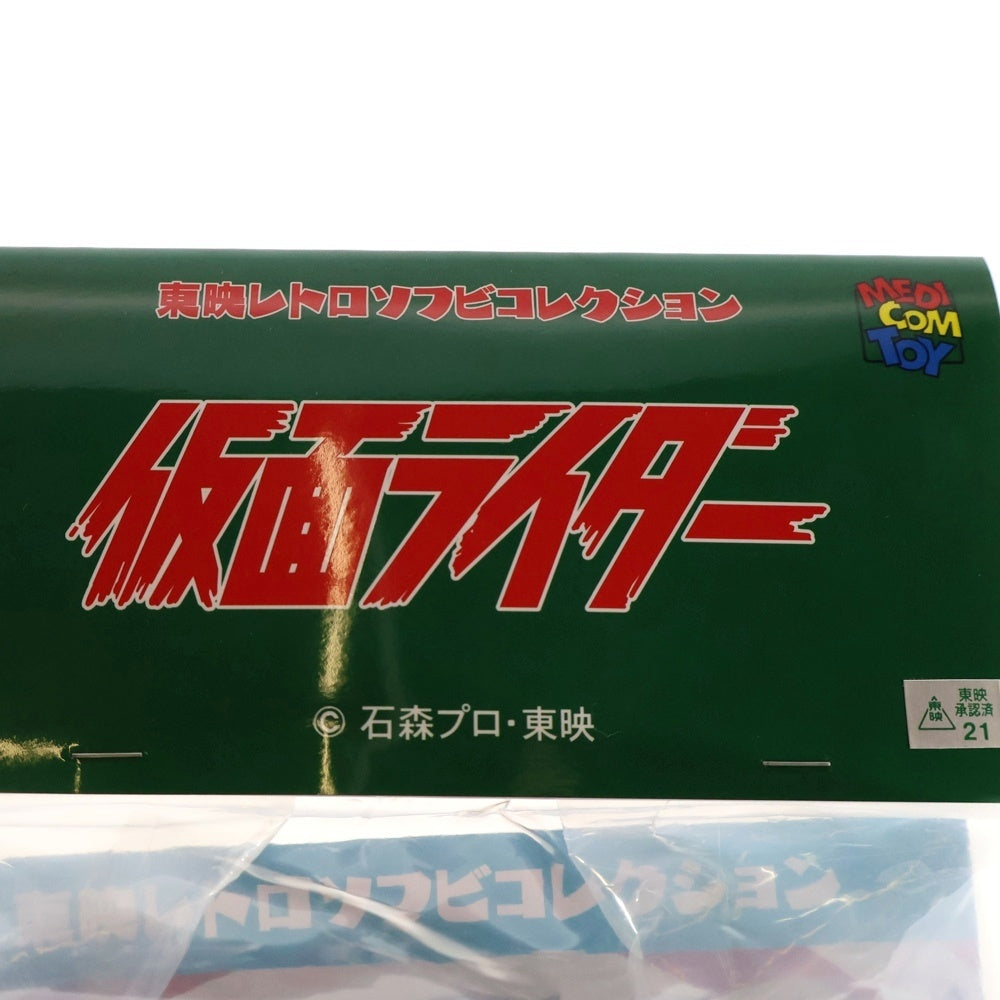 東映レトロソフビコレクション
MEDI
COM
TOY
仮面ライダー
© 石森プロ・東映
東映
東映
承認済
21
東映レトロソフビコレクション